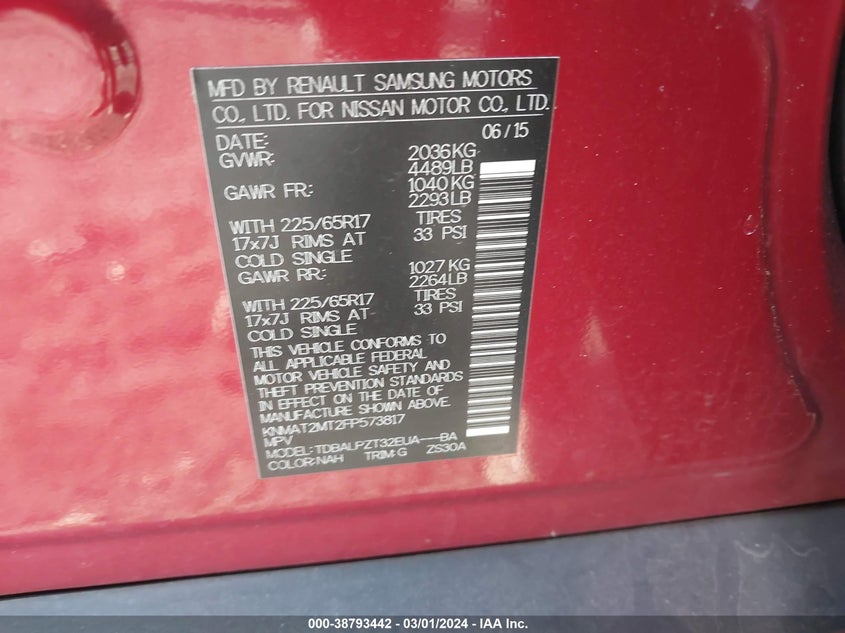 MFD BY RENAULT SAMSUNG MOTORS
CO., LTD. FOR NISSAN MOTOR CO., LTD.
DATE: 06/15
GVWR: 2036KG
4489LB
GAWR FR: 1040KG
2293LB
WITH 225/65R17 TIRES
17x7J RIMS AT 33 PSI
COLD SINGLE
GAWR RR: 1027KG
2264LB
WITH 225/65R17 TIRES
17x7J RIMS AT 33 PSI
COLD SINGLE
THIS VEHICLE CONFORMS TO
ALL APPLICABLE FEDERAL
MOTOR VEHICLE SAFETY AND
THEFT PREVENTION STANDARDS
IN EFFECT ON THE DATE OF
MANUFACTURE SHOWN ABOVE.
KNMAT2MT2FP573817
MPV
MODEL:TDBALPZT32EUA---BA
COLOR:NAH TRIM:G ZS30A
000-38793442 - 03/01/2024 - IAA Inc.